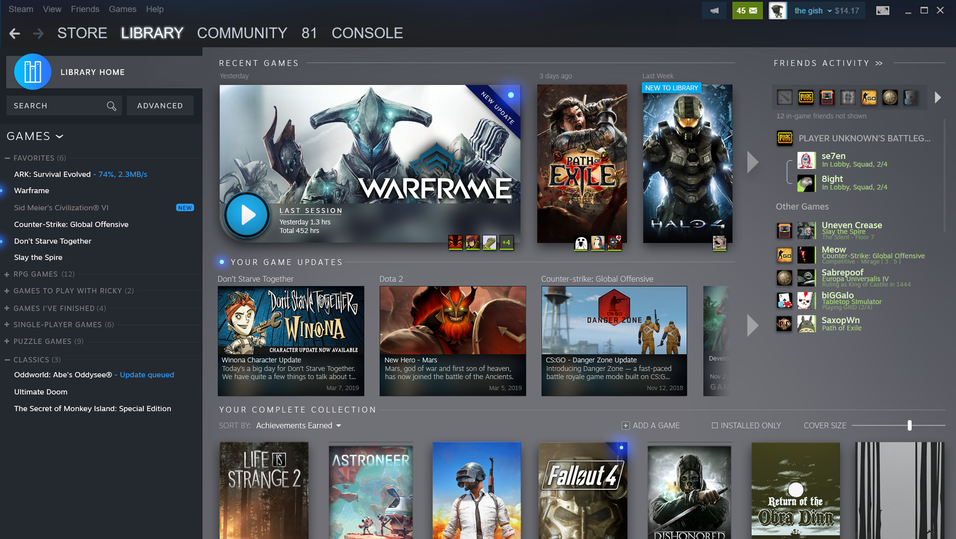 Steam View Friends Games Help
45
the gish $14.17
STORE LIBRARY COMMUNITY 81 CONSOLE
LIBRARY HOME
SEARCH
ADVANCED
GAMES
FAVORITES (6)
ARK: Survival Evolved - 74%, 2.3MB/s
Warframe
Sid Meier's Civilization® VI
NEW
Counter-Strike: Global Offensive
Don't Starve Together
Slay the Spire
RPG GAMES (12)
GAMES TO PLAY WITH RICKY (2)
GAMES I'VE FINISHED (4)
SINGLE-PLAYER GAMES (6)
PUZZLE GAMES (9)
CLASSICS (3)
Oddworld: Abe's Oddysee® - Update queued
Ultimate Doom
The Secret of Monkey Island: Special Edition
RECENT GAMES
Yesterday
NEW UPDATE
WARFRAME
LAST SESSION
Yesterday 1.3 hrs
Total 452 hrs
+4
3 days ago
PATH OF
EXILE
Last Week
NEW TO LIBRARY
HALO 4
YOUR GAME UPDATES
Don't Starve Together
Don't Starve
TOGETHER
WINONA
CHARACTER UPDATE NOW AVAILABLE
Winona Character Update
Today's a big day for Don't Starve Together.
We have quite a few things to talk about t...
Mar 7, 2019
Dota 2
New Hero - Mars
Mars, god of war and first son of heaven,
has now joined the battle of the Ancients.
Mar 5, 2019
Counter-strike: Global Offensive
DANGER ZONE
CS:GO - Danger Zone Update
Introducing Danger Zone — a fast-paced
battle royale game mode built on CS:G...
Nov 12, 2018
YOUR COMPLETE COLLECTION
SORT BY: Achievements Earned
ADD A GAME
INSTALLED ONLY
COVER SIZE
LIFE IS
STRANGE 2
ASTRONEER
Fallout 4
DISHONORED
Return of the
Obra Dinn
FRIENDS ACTIVITY >>
12 in-game friends not shown
PLAYER UNKNOWN'S BATTLEG...
se7en
In Lobby, Squad, 2/4
8ight
In Lobby, Squad, 2/4
Other Games
Uneven Crease
Slay the Spire
The Silent - Floor 7
Meow
Counter-Strike: Global Offensive
Sabrepoof
Europa Universalis IV
Ruling as King of Castile in 1444
biGGalo
Tabletop Simulator
SaxopWn
Path of Exile